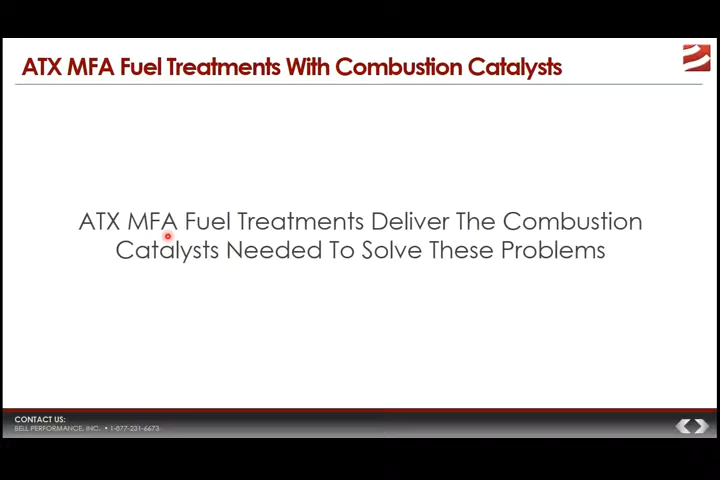 ATX MFA Fuel Treatments With Combustion Catalysts
ATX MFA Fuel Treatments Deliver The Combustion
Catalysts Needed To Solve These Problems
CONTACT US:
BELL PERFORMANCE, INC. • 1-877-231-6673